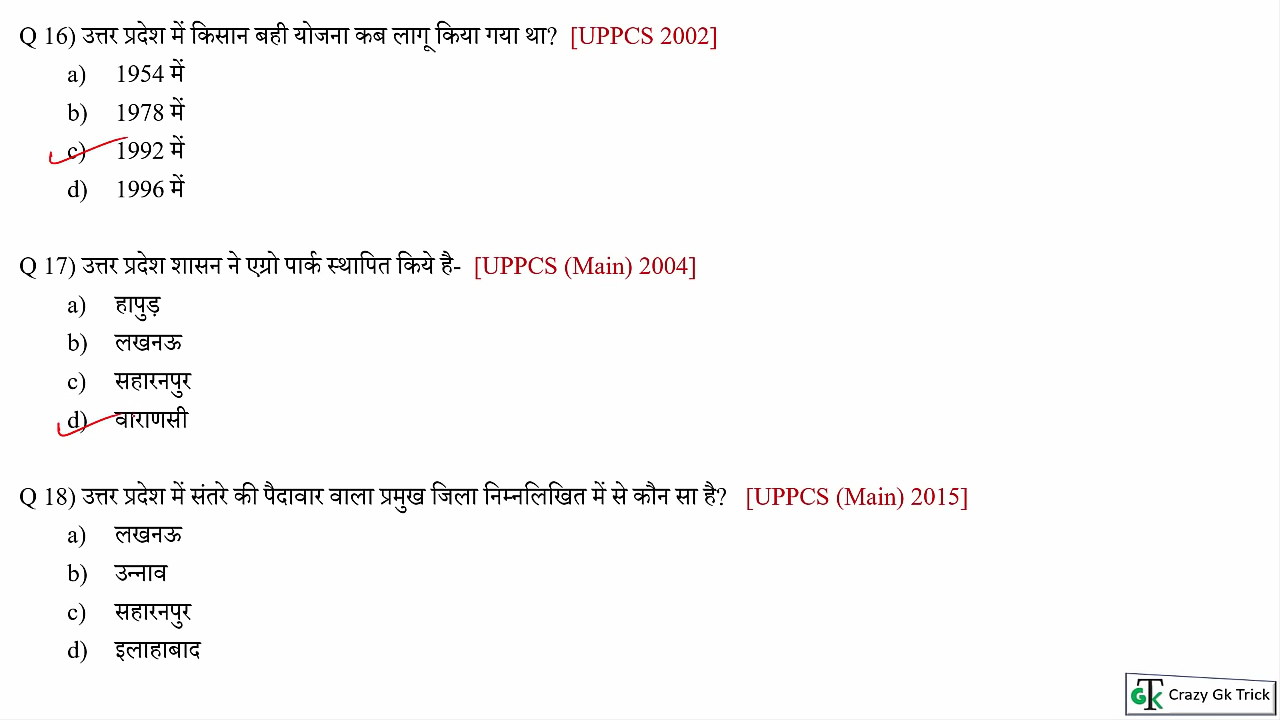 Q 16) उत्तर प्रदेश में किसान बही योजना कब लागू किया गया था? [UPPCS 2002]
a) 1954 में
b) 1978 में
c) 1992 में
d) 1996 में
Q 17) उत्तर प्रदेश शासन ने एग्रो पार्क स्थापित किये है- [UPPCS (Main) 2004]
a) हापुड़
b) लखनऊ
c) सहारनपुर
d) वाराणसी
Q 18) उत्तर प्रदेश में संतरे की पैदावार वाला प्रमुख जिला निम्नलिखित में से कौन सा है? [UPPCS (Main) 2015]
a) लखनऊ
b) उन्नाव
c) सहारनपुर
d) इलाहाबाद
GTK Crazy Gk Trick